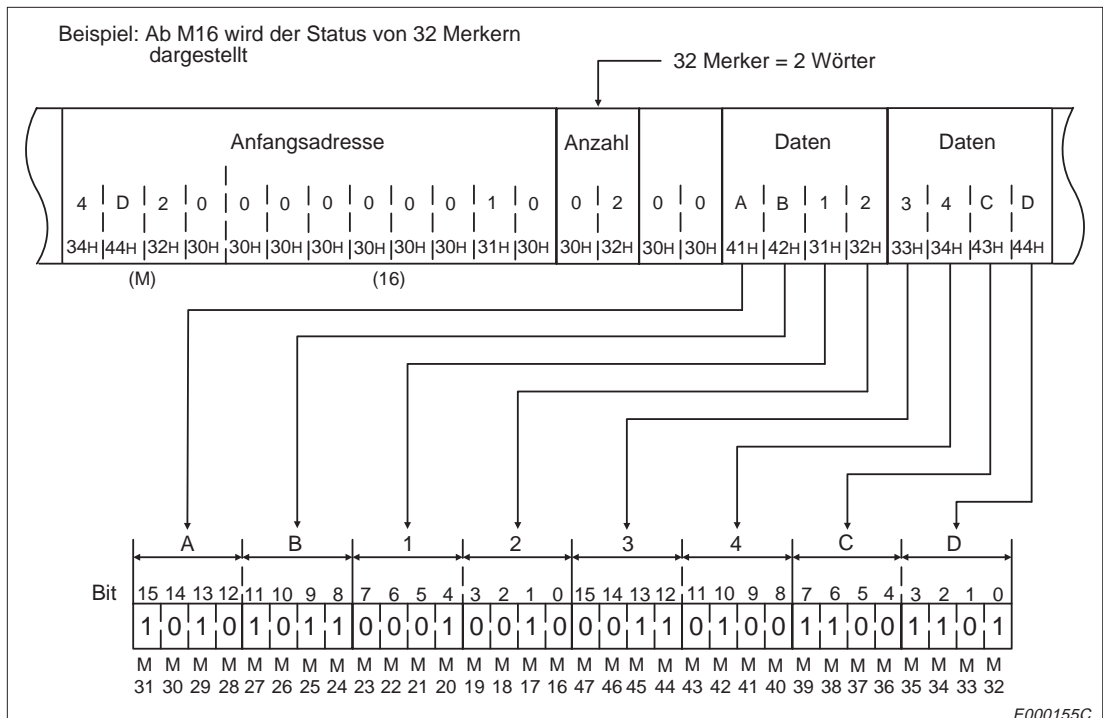 Beispiel: Ab M16 wird der Status von 32 Merkern
dargestellt
32 Merker = 2 Wörter
Anfangsadresse Anzahl Daten Daten
4 D 2 0 0 0 0 0 0 0 1 0 0 2 0 0 A B 1 2 3 4 C D
34H 44H 32H 30H 30H 30H 30H 30H 30H 30H 31H 30H 30H 32H 30H 30H 41H 42H 31H 32H 33H 34H 43H 44H
(M) (16)
A B 1 2 3 4 C D
Bit 15 14 13 12 11 10 9 8 7 6 5 4 3 2 1 0 15 14 13 12 11 10 9 8 7 6 5 4 3 2 1 0
1 0 1 0 1 0 1 1 0 0 0 1 0 0 1 0 0 0 1 1 0 1 0 0 1 1 0 0 1 1 0 1
M M M M M M M M M M M M M M M M M M M M M M M M M M M M M M M M
31 30 29 28 27 26 25 24 23 22 21 20 19 18 17 16 47 46 45 44 43 42 41 40 39 38 37 36 35 34 33 32
E000155C